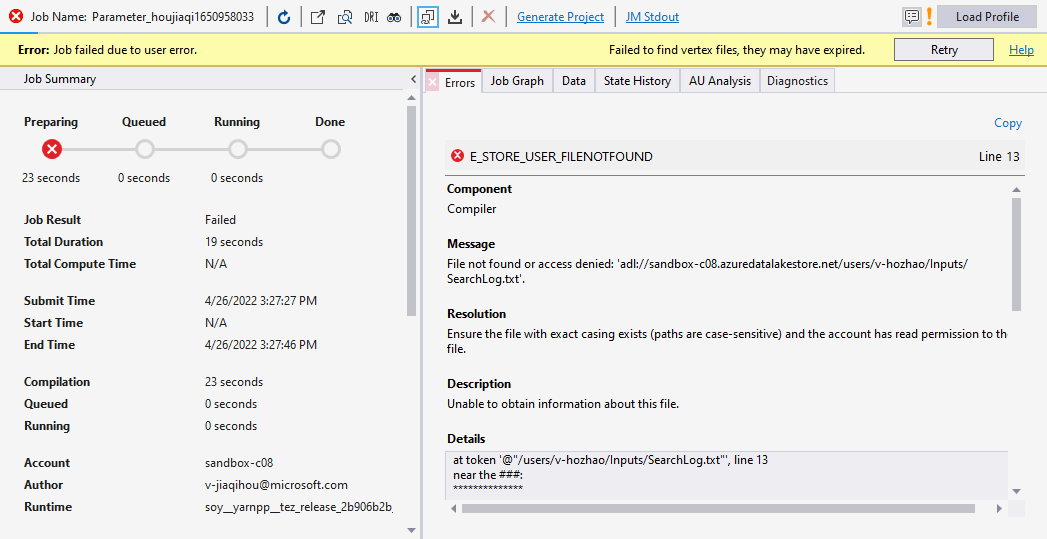 Job Name: Parameter_houjiaqi1650958033 DRI Generate Project JM Stdout Load Profile
Error: Job failed due to user error. Failed to find vertex files, they may have expired. Retry Help
Job Summary
Preparing Queued Running Done
23 seconds 0 seconds 0 seconds
Job Result Failed
Total Duration 19 seconds
Total Compute Time N/A
Submit Time 4/26/2022 3:27:27 PM
Start Time N/A
End Time 4/26/2022 3:27:46 PM
Compilation 23 seconds
Queued 0 seconds
Running 0 seconds
Account sandbox-c08
Author v-jiaqihou@microsoft.com
Runtime soy__yarnpp__tez_release_2b906b2b_
Errors Job Graph Data State History AU Analysis Diagnostics
Copy
E_STORE_USER_FILENOTFOUND Line 13
Component
Compiler
Message
File not found or access denied: 'adl://sandbox-c08.azuredatalakestore.net/users/v-hozhao/Inputs/
SearchLog.txt'.
Resolution
Ensure the file with exact casing exists (paths are case-sensitive) and the account has read permission to th
file.
Description
Unable to obtain information about this file.
Details
at token '@"/users/v-hozhao/Inputs/SearchLog.txt"', line 13
near the ###:
**************